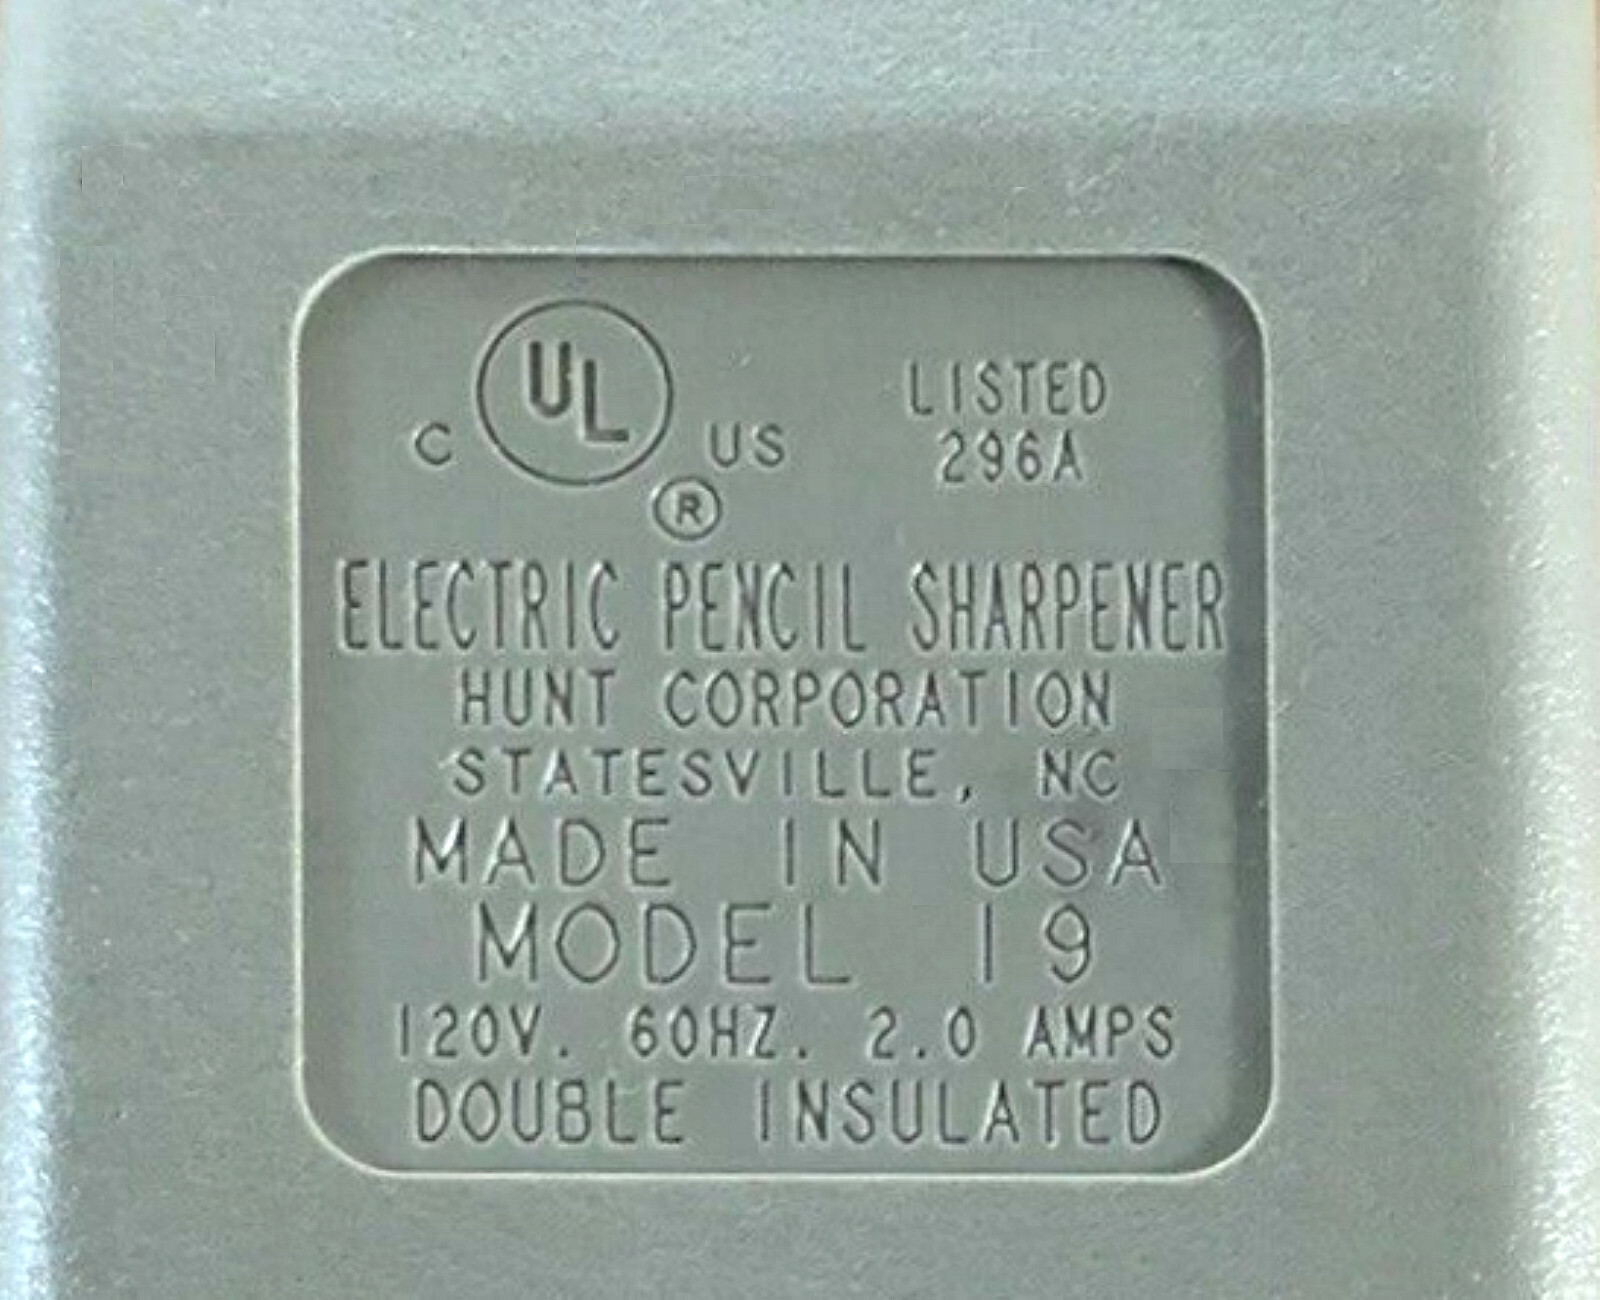 C UL US
®
LISTED
296A
ELECTRIC PENCIL SHARPENER
HUNT CORPORATION
STATESVILLE, NC
MADE IN USA
MODEL 19
120V. 60HZ. 2.0 AMPS
DOUBLE INSULATED